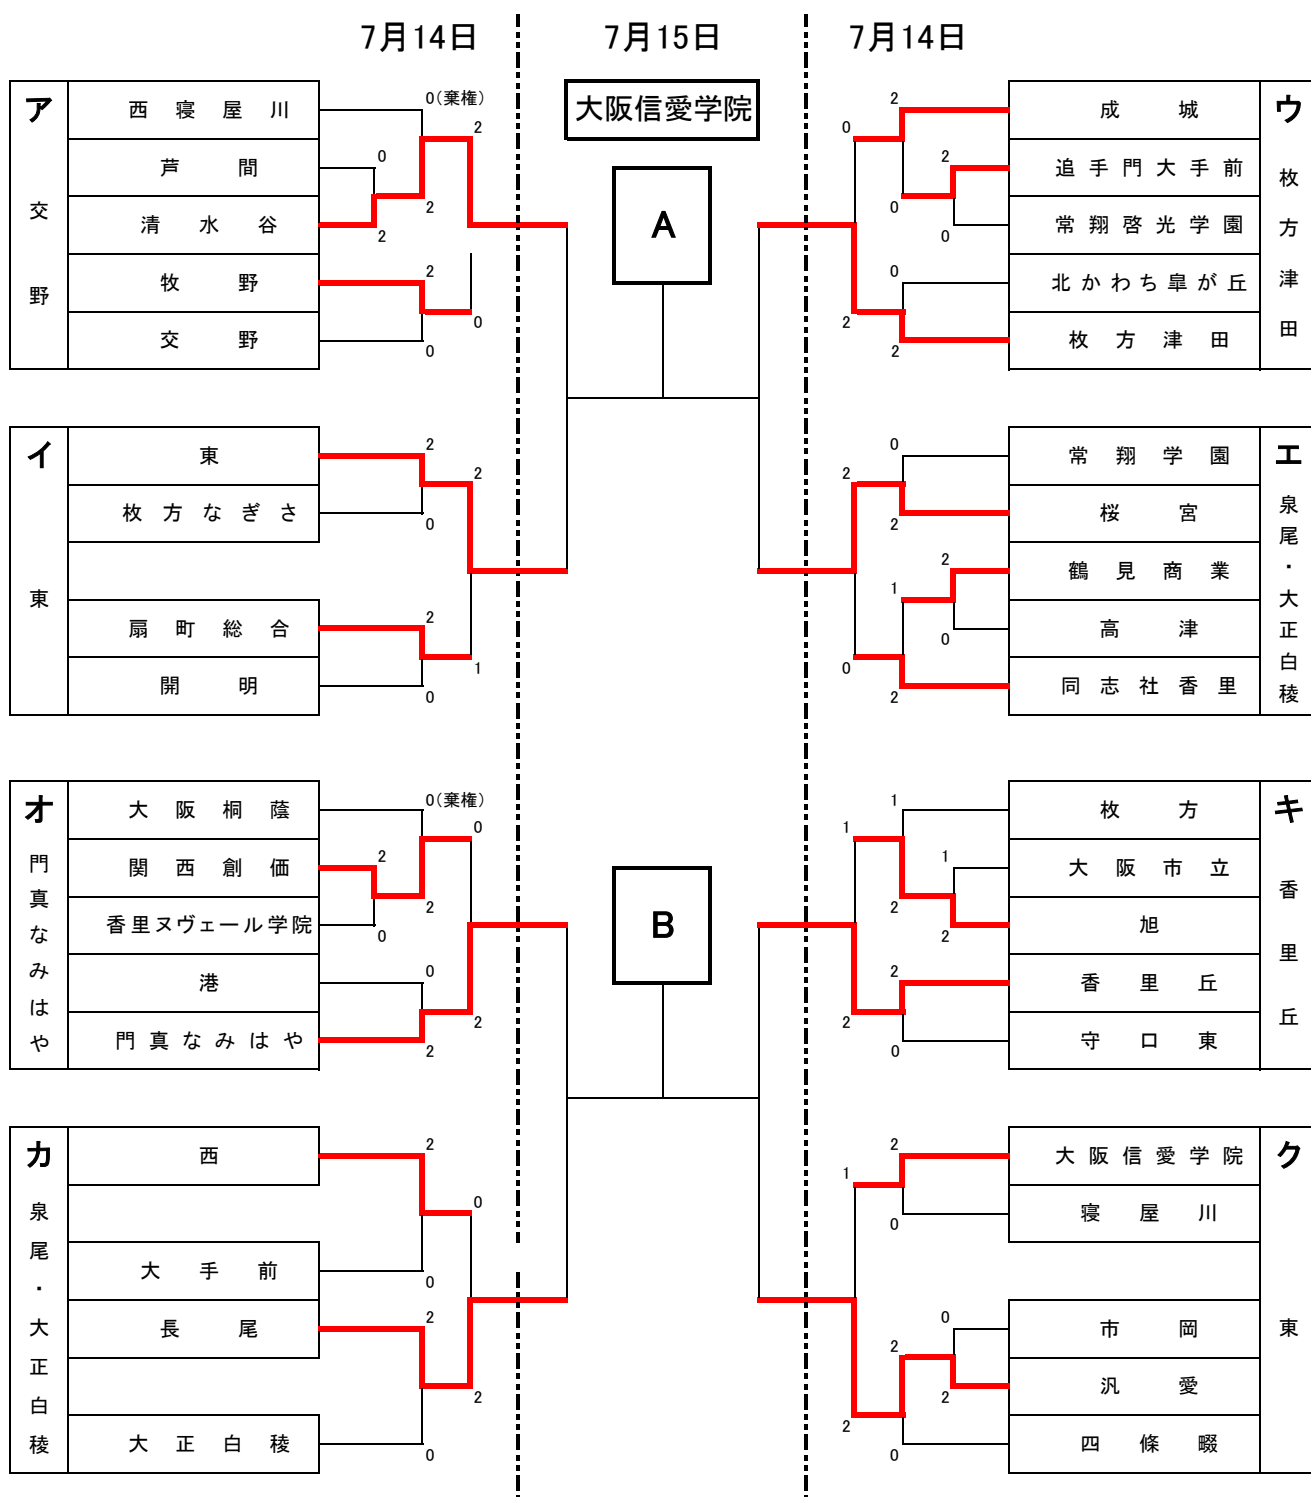 7月14日
7月15日
7月14日
大阪信愛学院
A
B
ア
交野
西寝屋川
0(棄権)
芦間
0
清水谷
2
2
2
牧野
2
交野
0
0
イ
東
東
2
枚方なぎさ
0
2
扇町総合
2
開明
0
1
オ
門真なみはや
大阪桐蔭
0(棄権)
関西創価
2
香里ヌヴェール学院
0
2
0
港
0
門真なみはや
2
2
カ
泉尾・大正白稜
西
2
大手前
0
0
長尾
2
大正白稜
0
2
ウ
枚方津田
成城
2
追手門大手前
2
常翔啓光学園
0
0
0
北かわち皐が丘
0
枚方津田
2
2
エ
泉尾・大正白稜
常翔学園
0
桜宮
2
2
鶴見商業
2
高津
0
1
同志社香里
2
0
キ
香里丘
枚方
1
大阪市立
1
旭
2
2
1
香里丘
2
守口東
0
2
ク
東
大阪信愛学院
2
寝屋川
0
1
市岡
0
汎愛
2
2
四條畷
0
2